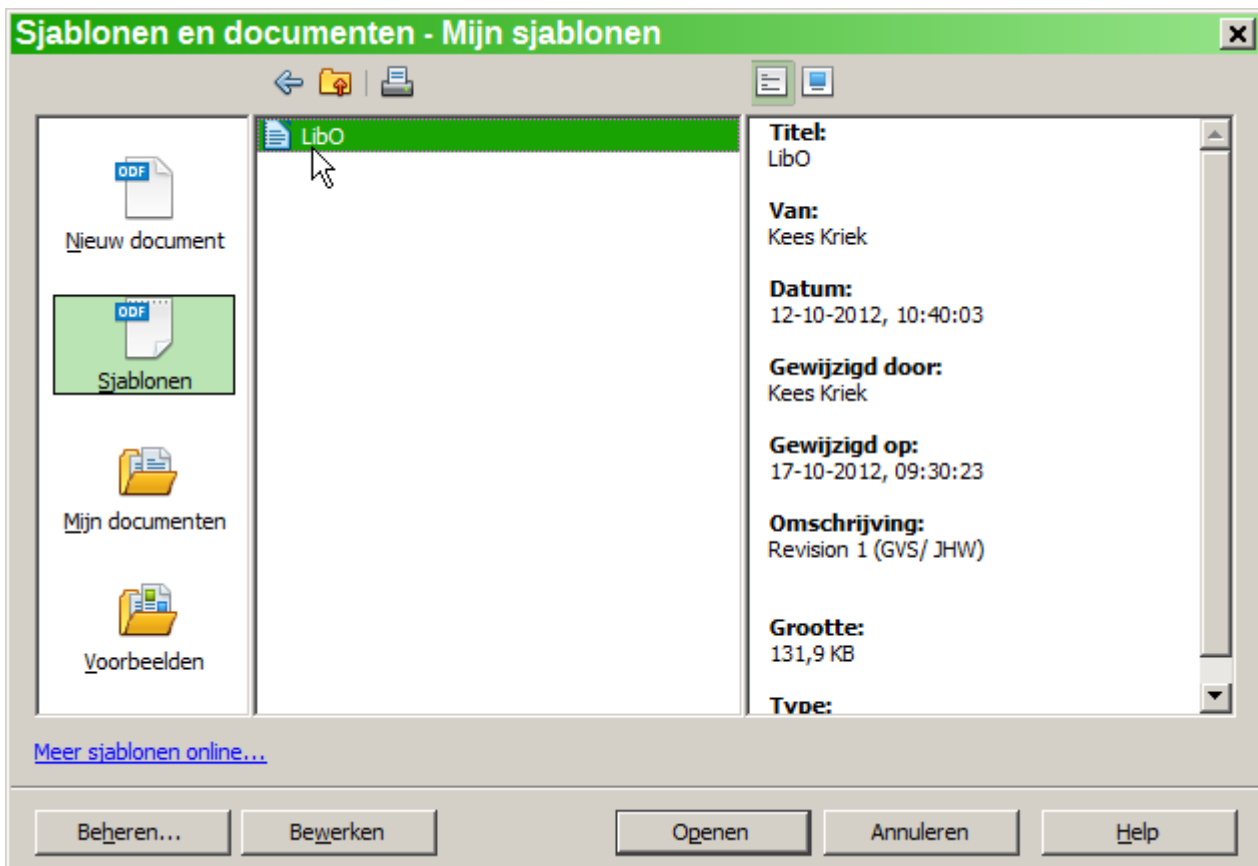 Sjablonen en documenten - Mijn sjablonen
ODF
Nieuw document
ODF
Sjablonen
Mijn documenten
Voorbeelden
LibO
Titel:
LibO
Van:
Kees Kriek
Datum:
12-10-2012, 10:40:03
Gewijzigd door:
Kees Kriek
Gewijzigd op:
17-10-2012, 09:30:23
Omschrijving:
Revision 1 (GVS/ JHW)
Grootte:
131,9 KB
Type:
Meer sjablonen online...
Beheren... Bewerken Openen Annuleren Help